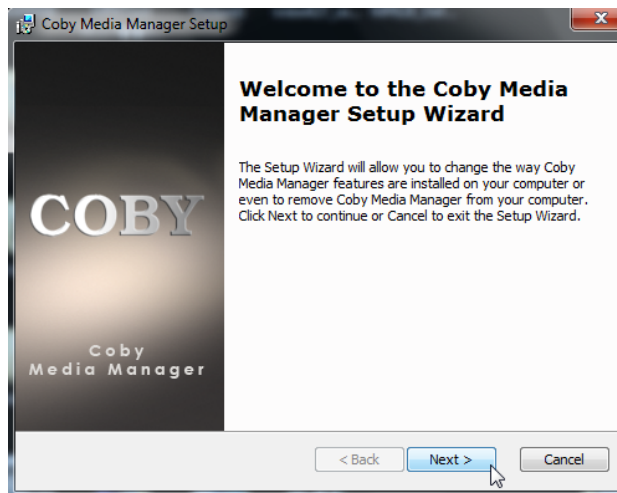 Coby Media Manager Setup
Welcome to the Coby Media
Manager Setup Wizard
The Setup Wizard will allow you to change the way Coby
Media Manager features are installed on your computer or
even to remove Coby Media Manager from your computer.
Click Next to continue or Cancel to exit the Setup Wizard.
COBY
Coby
Media Manager
< Back
Next >
Cancel